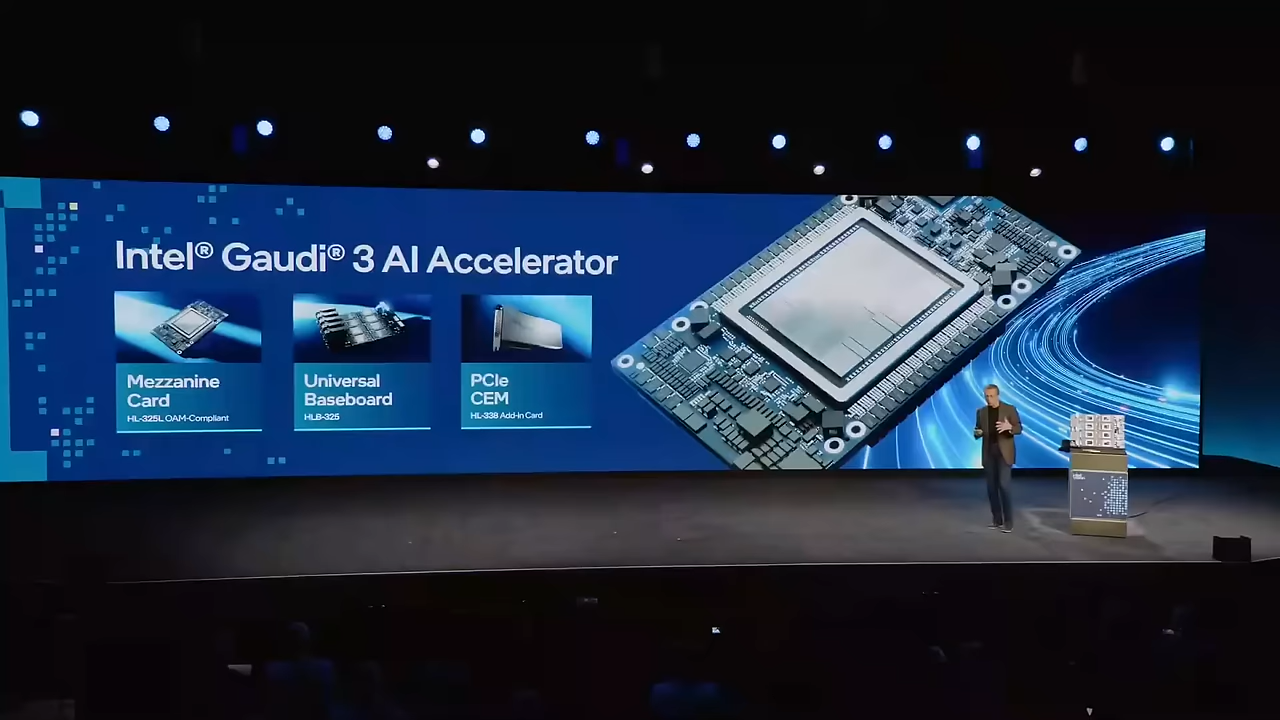 Intel® Gaudi® 3 AI Accelerator
Mezzanine
Card
HL-325L OAM-Compliant
Universal
Baseboard
HLB-325
PCIe
CEM
HL-338 Add-In Card
intel